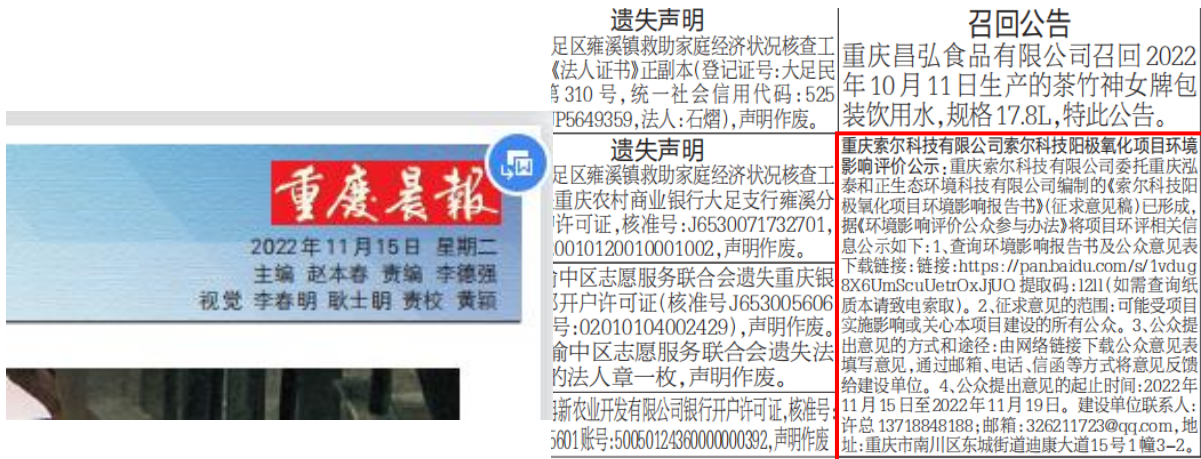 重庆晨报
2022年11月15日 星期二
主编 赵本春 责编 李德强
视觉 李春明 耿士明 责校 黄颖
遗失声明
足区雍溪镇救助家庭经济状况核查工
《法人证书》正副本(登记证号:大足民
第310号,统一社会信用代码:525
JP5649359,法人:石熠),声明作废。
遗失声明
足区雍溪镇救助家庭经济状况核查工
重庆农村商业银行大足支行雍溪分
许可证,核准号:J6530071732701,
0010120010001002,声明作废。
渝中区志愿服务联合会遗失重庆银
开户许可证(核准号J653005606
号:02010104002429),声明作废。
渝中区志愿服务联合会遗失法
的法人章一枚,声明作废。
新农业开发有限公司银行开户许可证,核准号:
5601账号:50050124360000000392,声明作废
召回公告
重庆昌弘食品有限公司召回2022
年10月11日生产的茶竹神女牌包
装饮用水,规格17.8L,特此公告。
重庆索尔科技有限公司索尔科技阳极氧化项目环境
影响评价公示:重庆索尔科技有限公司委托重庆泓
泰和正生态环境科技有限公司编制的《索尔科技阳
极氧化项目环境影响报告书》(征求意见稿)已形成,
据《环境影响评价公众参与办法》将项目环评相关信
息公示如下:1、查询环境影响报告书及公众意见表
下载链接:链接:https://pan.baidu.com/s/1vdug
8X6UmScuUetrOxJjUQ 提取码:l2ll(如需查询纸
质本请致电索取)。2、征求意见的范围:可能受项目
实施影响或关心本项目建设的所有公众。3、公众提
出意见的方式和途径:由网络链接下载公众意见表
填写意见,通过邮箱、电话、信函等方式将意见反馈
给建设单位。4、公众提出意见的起止时间:2022年
11月15日至2022年11月19日。建设单位联系人:
许总 13718848188;邮箱:326211723@qq.com,地
址:重庆市南川区东城街道迪康大道15号1幢3-2。